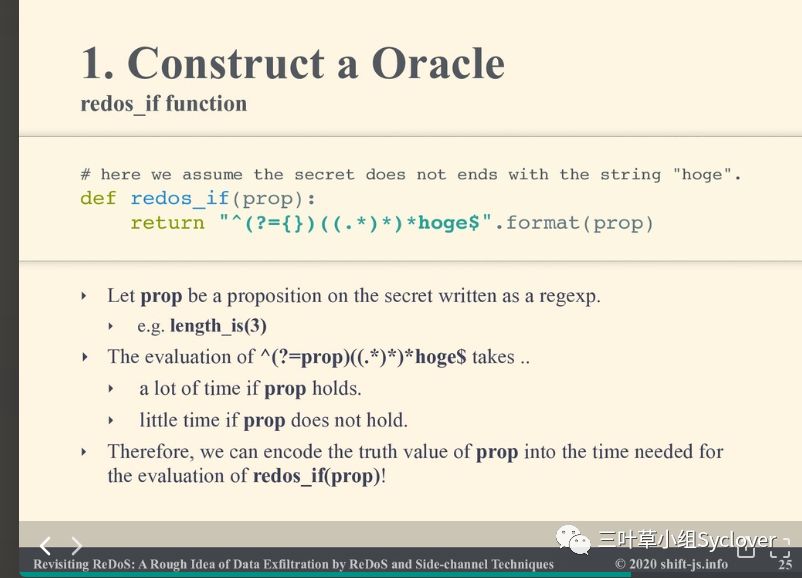 1. Construct a Oracle
redos_if function
# here we assume the secret does not ends with the string "hoge".
def redos_if(prop):
    return "^(?={})((.*)*)*hoge$".format(prop)
Let prop be a proposition on the secret written as a regexp.
e.g. length_is(3)
The evaluation of ^(?=prop)((.*)*)*hoge$ takes ..
a lot of time if prop holds.
little time if prop does not hold.
Therefore, we can encode the truth value of prop into the time needed for
the evaluation of redos_if(prop)!
三叶草小组Syclover
Revisiting ReDoS: A Rough Idea of Data Exfiltration by ReDoS and Side-channel Techniques
© 2020 shift-js.info
25